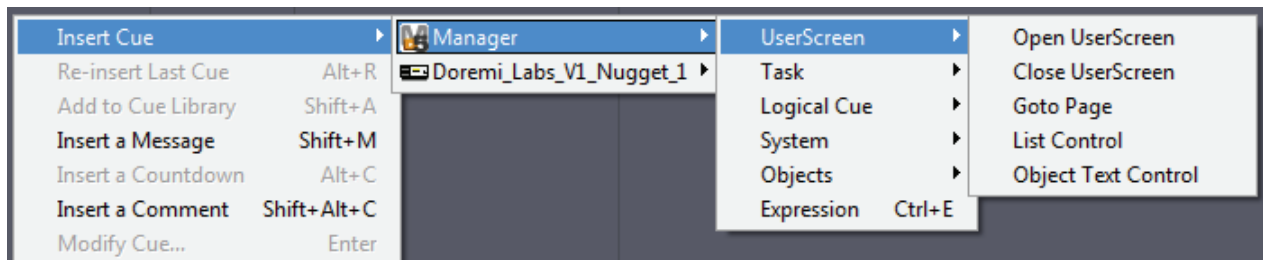 Insert Cue
Re-insert Last Cue Alt+R
Add to Cue Library Shift+A
Insert a Message Shift+M
Insert a Countdown Alt+C
Insert a Comment Shift+Alt+C
Modify Cue... Enter
Manager
Doremi_Labs_V1_Nugget_1
UserScreen
Task
Logical Cue
System
Objects
Expression Ctrl+E
Open UserScreen
Close UserScreen
Goto Page
List Control
Object Text Control